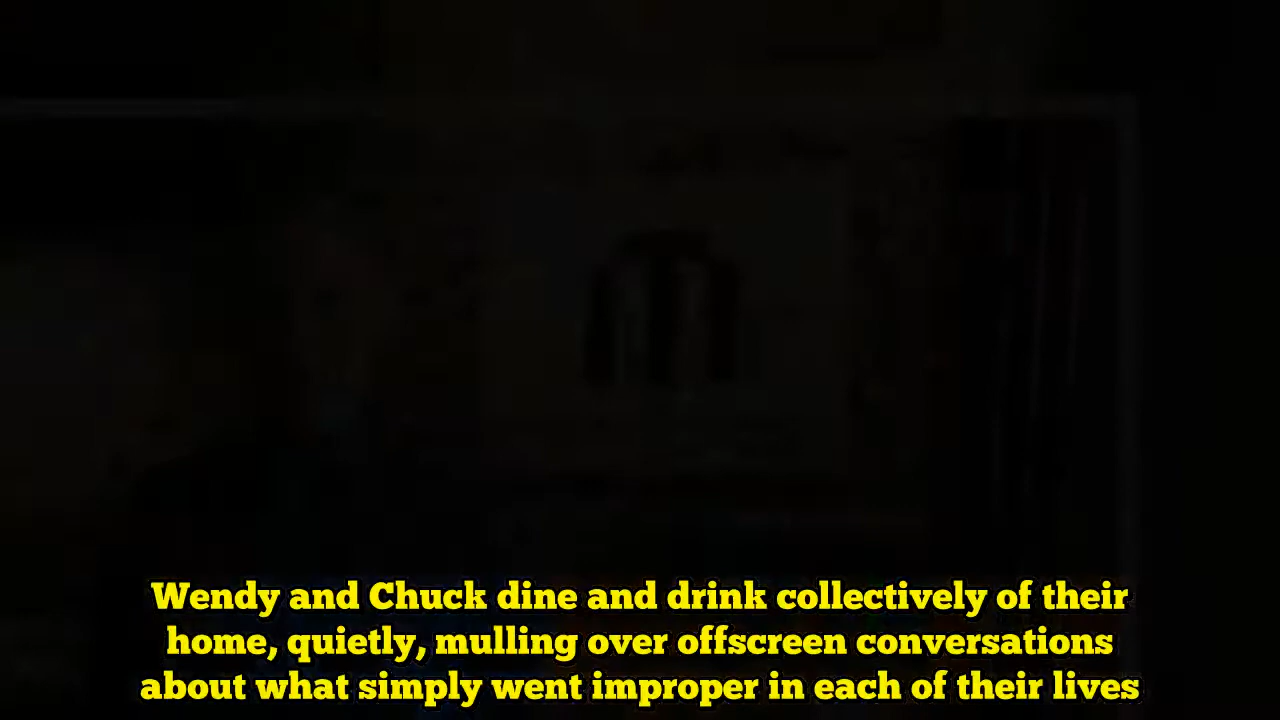 Wendy and Chuck dine and drink collectively of their
home, quietly, mulling over offscreen conversations
about what simply went improper in each of their lives